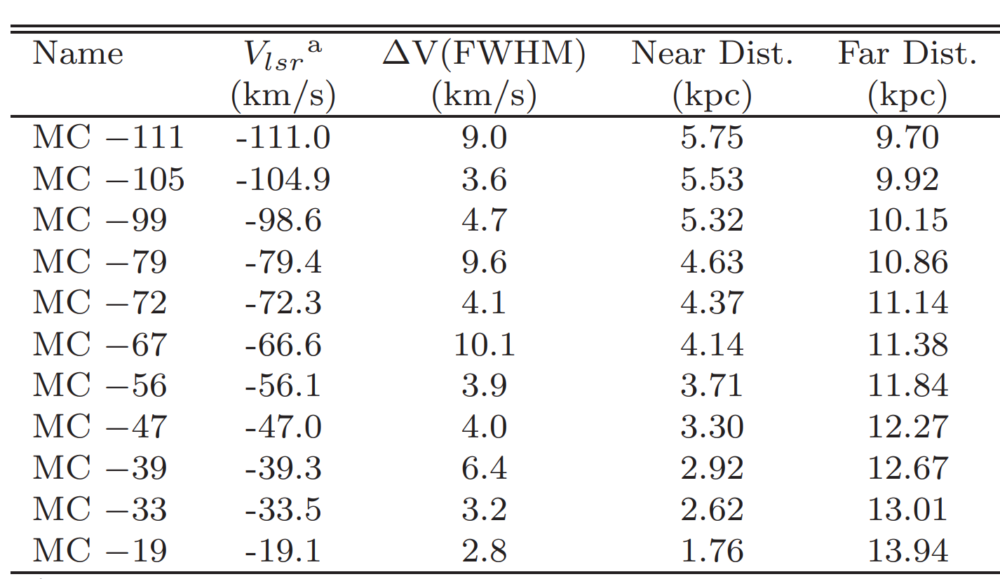 Name V_lsr^a ΔV(FWHM) Near Dist. Far Dist.
(km/s) (km/s) (kpc) (kpc)
MC −111 -111.0 9.0 5.75 9.70
MC −105 -104.9 3.6 5.53 9.92
MC −99 -98.6 4.7 5.32 10.15
MC −79 -79.4 9.6 4.63 10.86
MC −72 -72.3 4.1 4.37 11.14
MC −67 -66.6 10.1 4.14 11.38
MC −56 -56.1 3.9 3.71 11.84
MC −47 -47.0 4.0 3.30 12.27
MC −39 -39.3 6.4 2.92 12.67
MC −33 -33.5 3.2 2.62 13.01
MC −19 -19.1 2.8 1.76 13.94